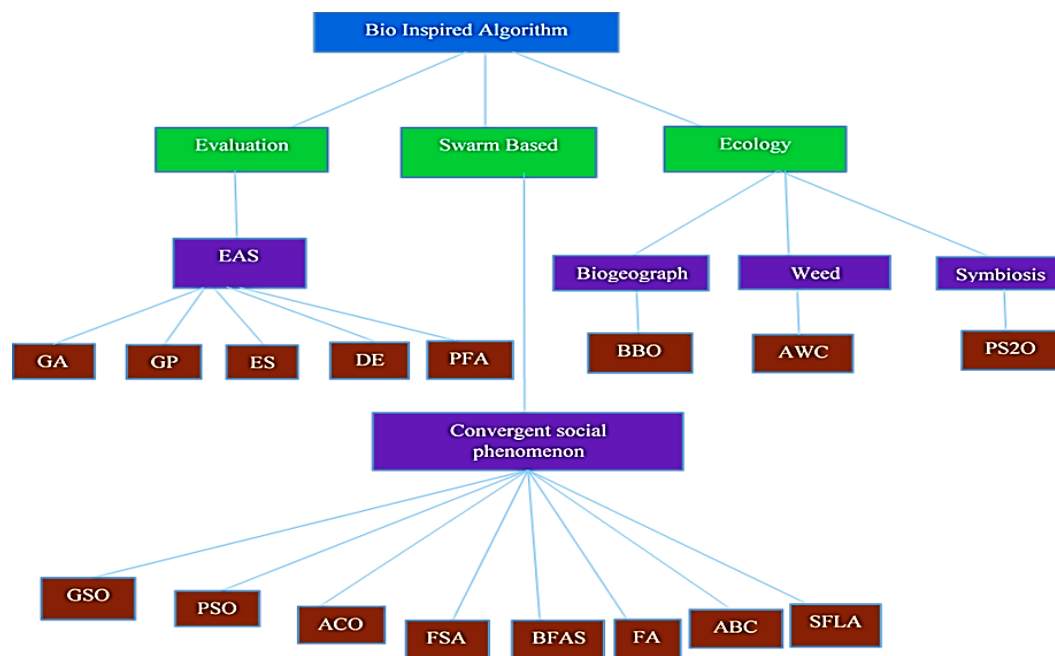 Bio Inspired Algorithm
Evaluation
Swarm Based
Ecology
EAS
Biogeograph
Weed
Symbiosis
GA
GP
ES
DE
PFA
BBO
AWC
PS2O
Convergent social
phenomenon
GSO
PSO
ACO
FSA
BFAS
FA
ABC
SFLA